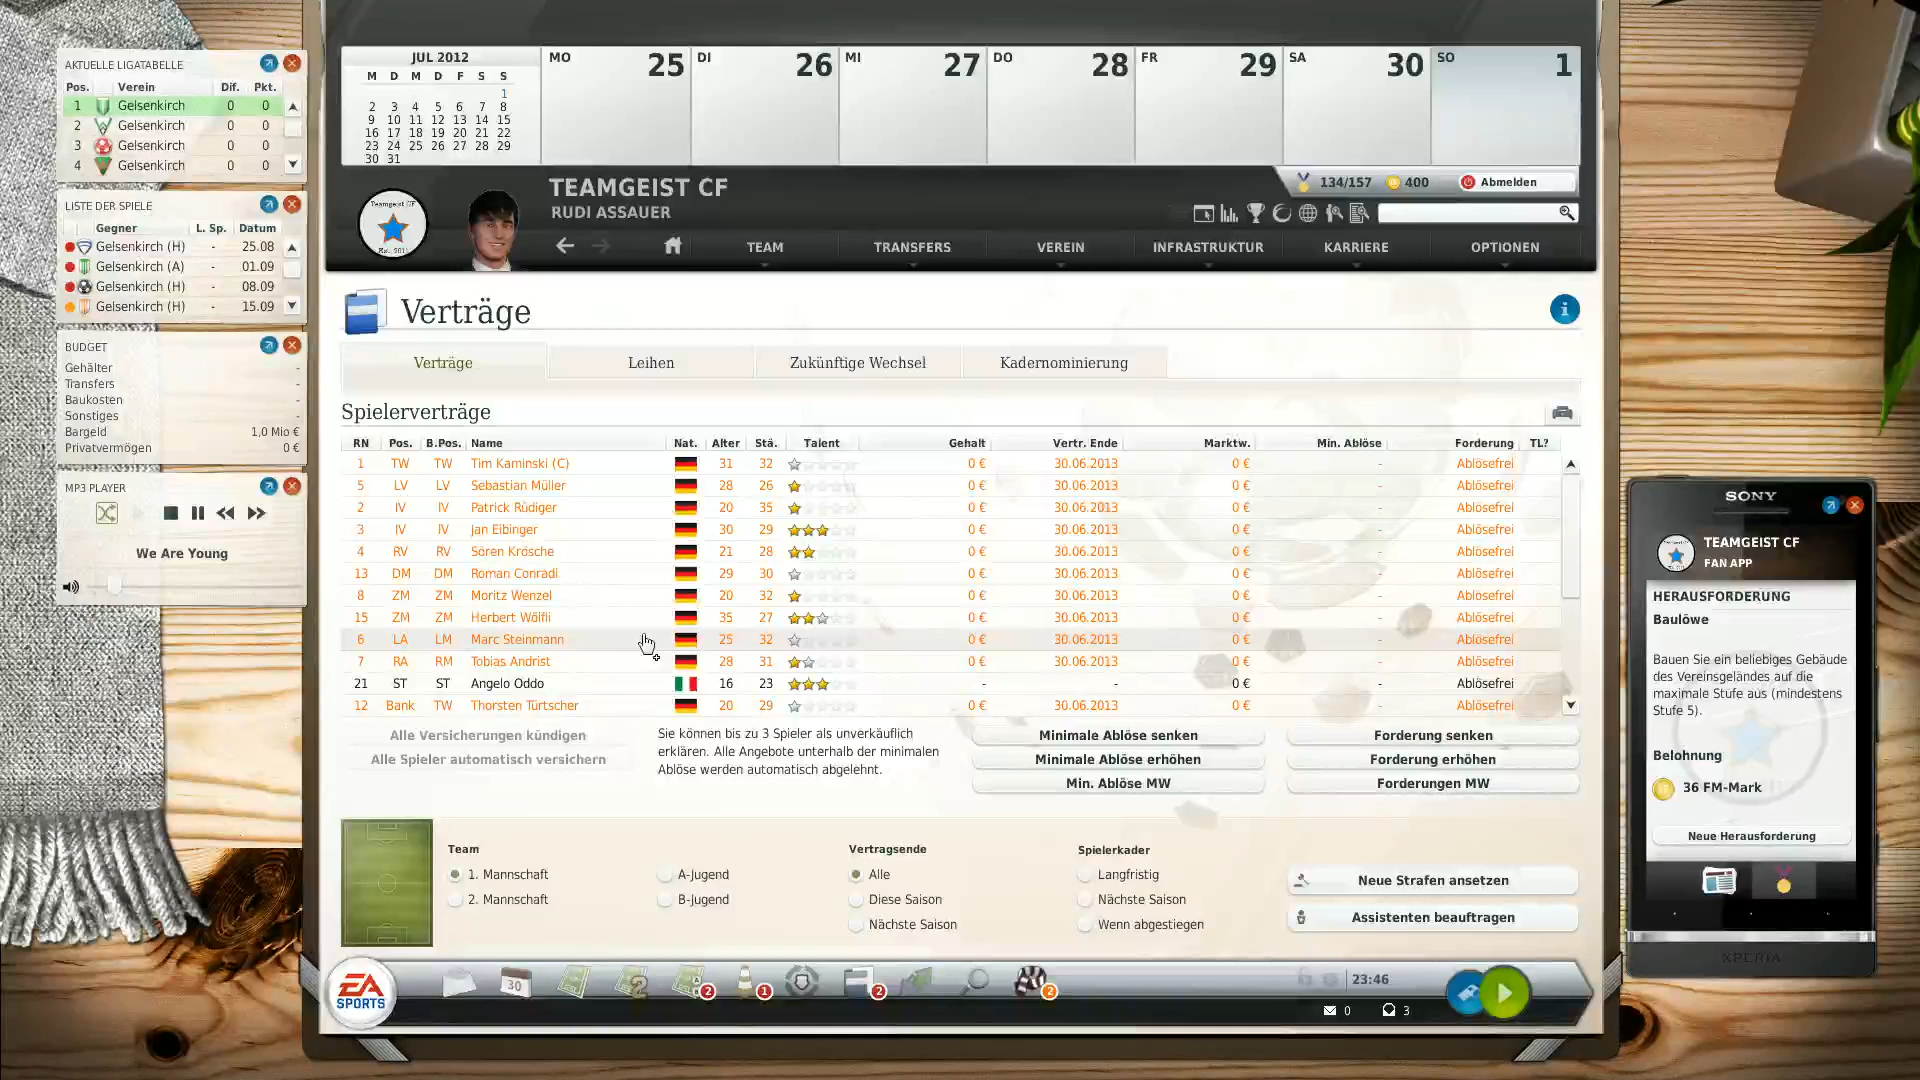 JUL 2012
M D M D F S S
1
2 3 4 5 6 7 8
9 10 11 12 13 14 15
16 17 18 19 20 21 22
23 24 25 26 27 28 29
30 31
MO 25 DI 26 MI 27 DO 28 FR 29 SA 30 SO 1
AKTUELLE LIGATABELLE
Pos. Verein Dif. Pkt.
1 Gelsenkirch 0 0
2 Gelsenkirch 0 0
3 Gelsenkirch 0 0
4 Gelsenkirch 0 0
LISTE DER SPIELE
Gegner L. Sp. Datum
Gelsenkirch (H) - 25.08
Gelsenkirch (A) - 01.09
Gelsenkirch (H) - 08.09
Gelsenkirch (H) - 15.09
BUDGET
Gehälter -
Transfers -
Baukosten -
Sonstiges -
Bargeld 1,0 Mio €
Privatvermögen 0 €
MP3 PLAYER
We Are Young
Teamgeist CF
Est. 2011
TEAMGEIST CF
RUDI ASSAUER
134/157 400 Abmelden
TEAM TRANSFERS VEREIN INFRASTRUKTUR KARRIERE OPTIONEN
Verträge
i
Verträge Leihen Zukünftige Wechsel Kadernominierung
Spielerverträge
RN Pos. B.Pos. Name Nat. Alter Stä. Talent Gehalt Vertr. Ende Marktw. Min. Ablöse Forderung TL?
1 TW TW Tim Kaminski (C) 31 32 0 € 30.06.2013 0 € - Ablösefrei
5 LV LV Sebastian Müller 28 26 0 € 30.06.2013 0 € - Ablösefrei
2 IV IV Patrick Rüdiger 20 35 0 € 30.06.2013 0 € - Ablösefrei
3 IV IV Jan Eibinger 30 29 0 € 30.06.2013 0 € - Ablösefrei
4 RV RV Sören Krösche 21 28 0 € 30.06.2013 0 € - Ablösefrei
13 DM DM Roman Conradi 29 30 0 € 30.06.2013 0 € - Ablösefrei
8 ZM ZM Moritz Wenzel 20 32 0 € 30.06.2013 0 € - Ablösefrei
15 ZM ZM Herbert Wölfli 35 27 0 € 30.06.2013 0 € - Ablösefrei
6 LA LM Marc Steinmann 25 32 0 € 30.06.2013 0 € - Ablösefrei
7 RA RM Tobias Andrist 28 31 0 € 30.06.2013 0 € - Ablösefrei
21 ST ST Angelo Oddo 16 23 - - 0 € Ablösefrei
12 Bank TW Thorsten Türtscher 20 29 0 € 30.06.2013 0 € - Ablösefrei
Alle Versicherungen kündigen
Alle Spieler automatisch versichern
Sie können bis zu 3 Spieler als unverkäuflich
erklären. Alle Angebote unterhalb der minimalen
Ablöse werden automatisch abgelehnt.
Minimale Ablöse senken
Minimale Ablöse erhöhen
Min. Ablöse MW
Forderung senken
Forderung erhöhen
Forderungen MW
Team
1. Mannschaft A-Jugend
2. Mannschaft B-Jugend
Vertragsende
Alle
Diese Saison
Nächste Saison
Spielerkader
Langfristig
Nächste Saison
Wenn abgestiegen
Neue Strafen ansetzen
Assistenten beauftragen
EA
SPORTS
30 2 2 1 2 2
23:46
0 3
SONY
TEAMGEIST CF
FAN APP
HERAUSFORDERUNG
Baulöwe
Bauen Sie ein beliebiges Gebäude
des Vereinsgeländes auf die
maximale Stufe aus (mindestens
Stufe 5).
Belohnung
36 FM-Mark
Neue Herausforderung
XPERIA